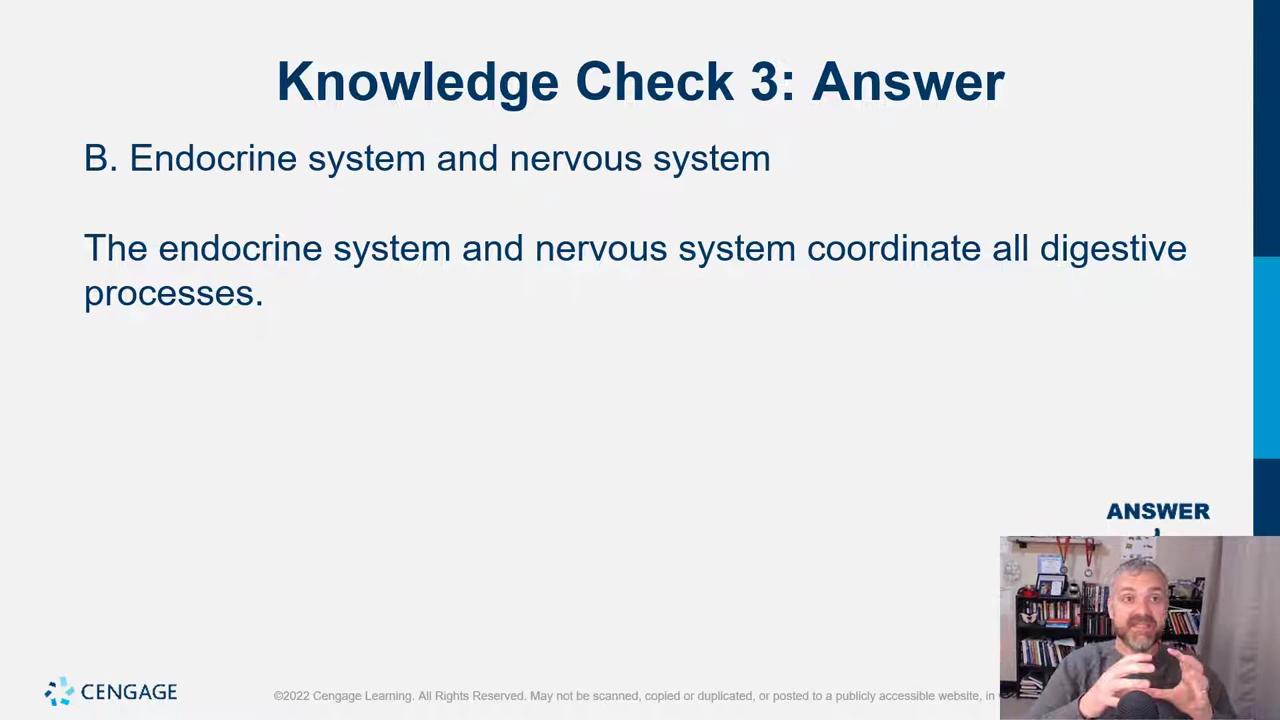 Knowledge Check 3: Answer
B. Endocrine system and nervous system
The endocrine system and nervous system coordinate all digestive
processes.
ANSWER
CENGAGE
©2022 Cengage Learning. All Rights Reserved. May not be scanned, copied or duplicated, or posted to a publicly accessible website, in